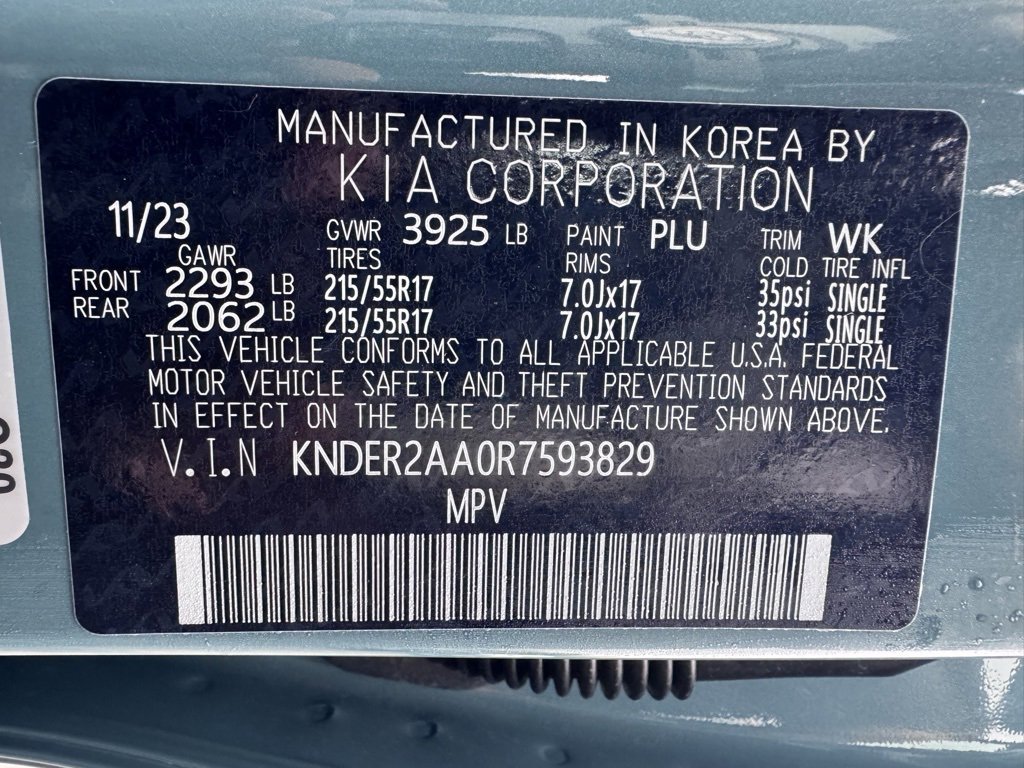 MANUFACTURED IN KOREA BY
KIA CORPORATION
11/23 GVWR 3925 LB PAINT PLU TRIM WK
GAWR TIRES RIMS COLD TIRE INFL
FRONT 2293 LB 215/55R17 7.0Jx17 35psi SINGLE
REAR 2062 LB 215/55R17 7.0Jx17 33psi SINGLE
THIS VEHICLE CONFORMS TO ALL APPLICABLE U.S.A. FEDERAL
MOTOR VEHICLE SAFETY AND THEFT PREVENTION STANDARDS
IN EFFECT ON THE DATE OF MANUFACTURE SHOWN ABOVE.
V.I.N KNDER2AA0R7593829
MPV